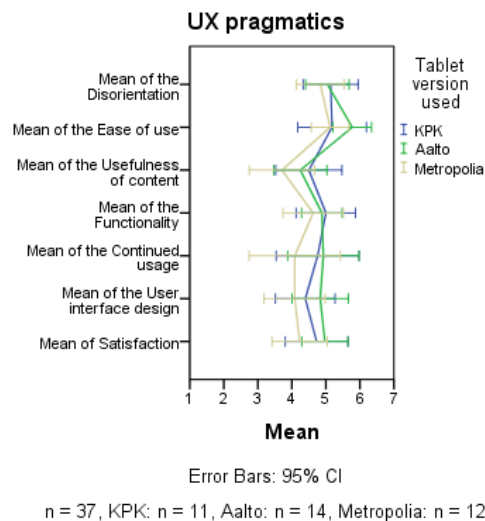 UX pragmatics
Mean of the
Disorientation
Mean of the Ease of use
Mean of the Usefulness
of content
Mean of the
Functionality
Mean of the Continued
usage
Mean of the User
interface design
Mean of Satisfaction
Tablet
version
used
KPK
Aalto
Metropolia
1 2 3 4 5 6 7
Mean
Error Bars: 95% CI
n = 37, KPK: n = 11, Aalto: n = 14, Metropolia: n = 12